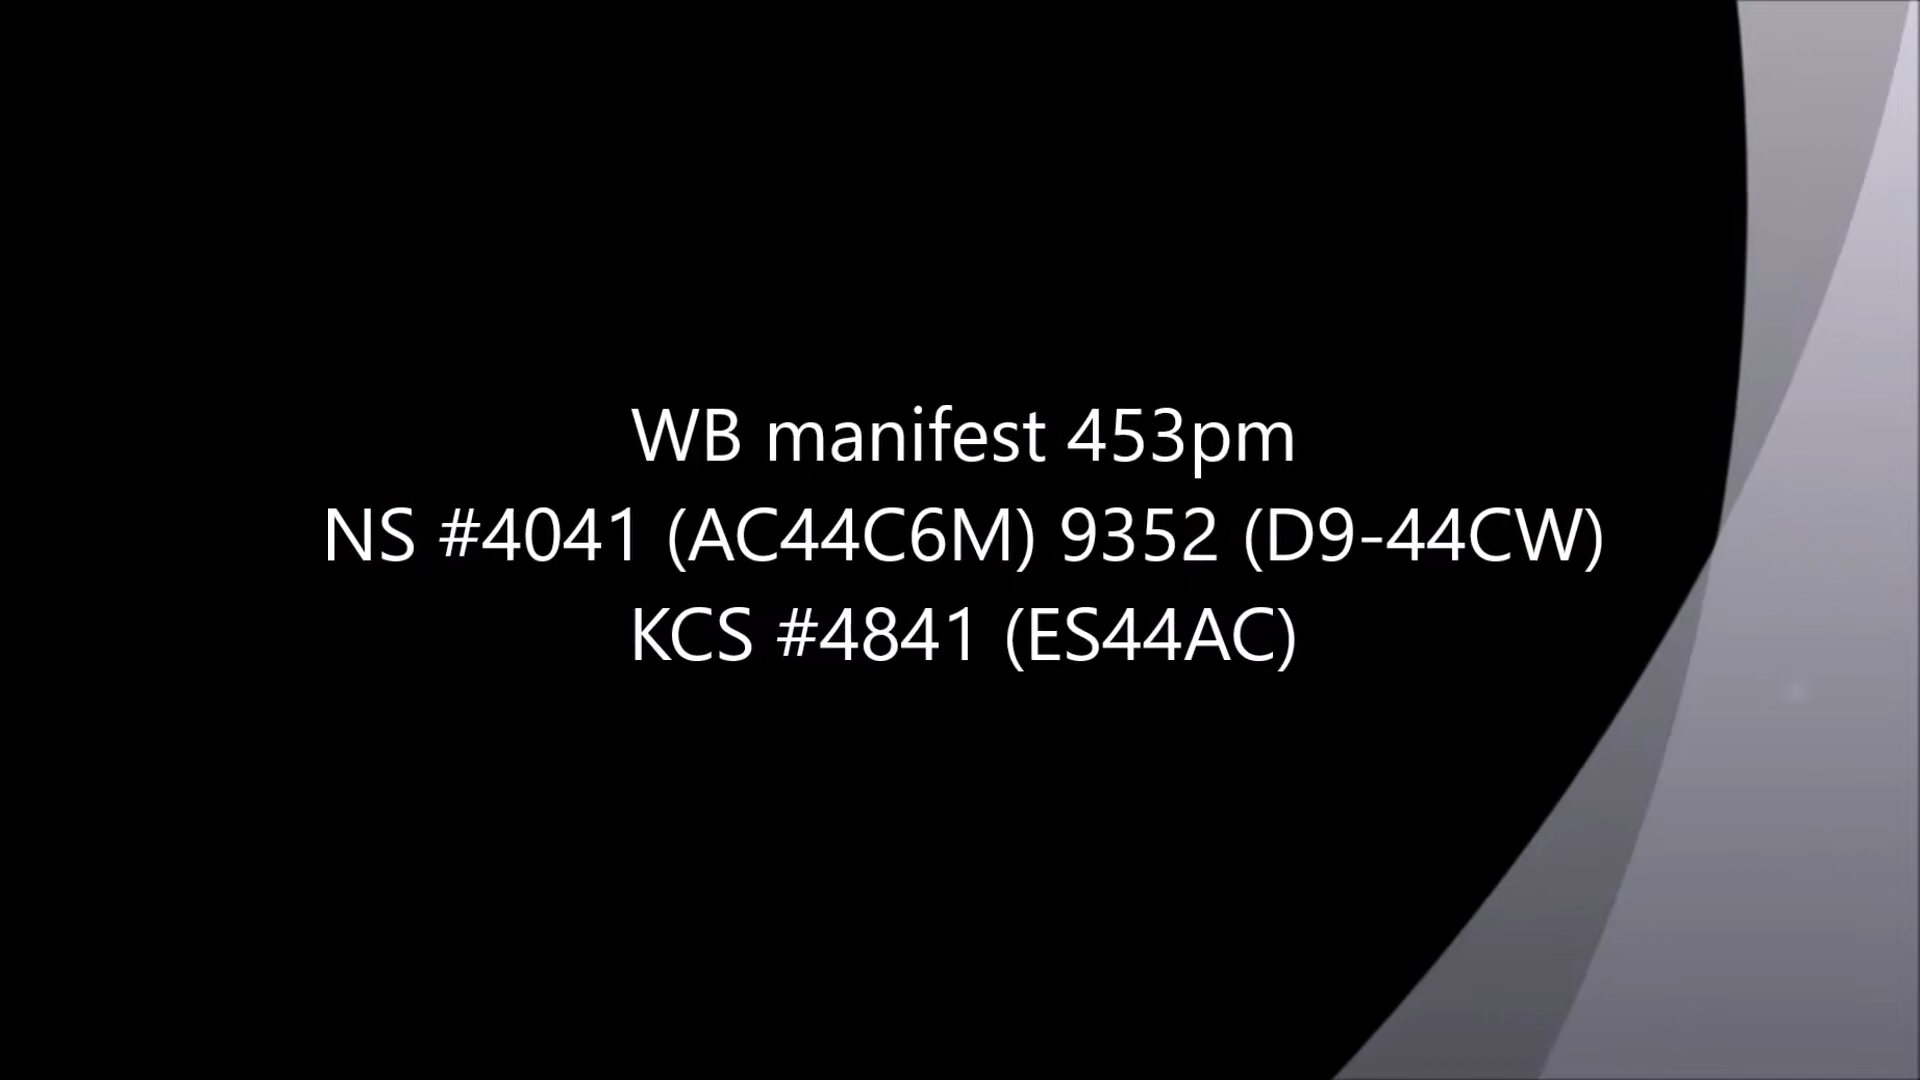 WB manifest 453pm
NS #4041 (AC44C6M) 9352 (D9-44CW)
KCS #4841 (ES44AC)